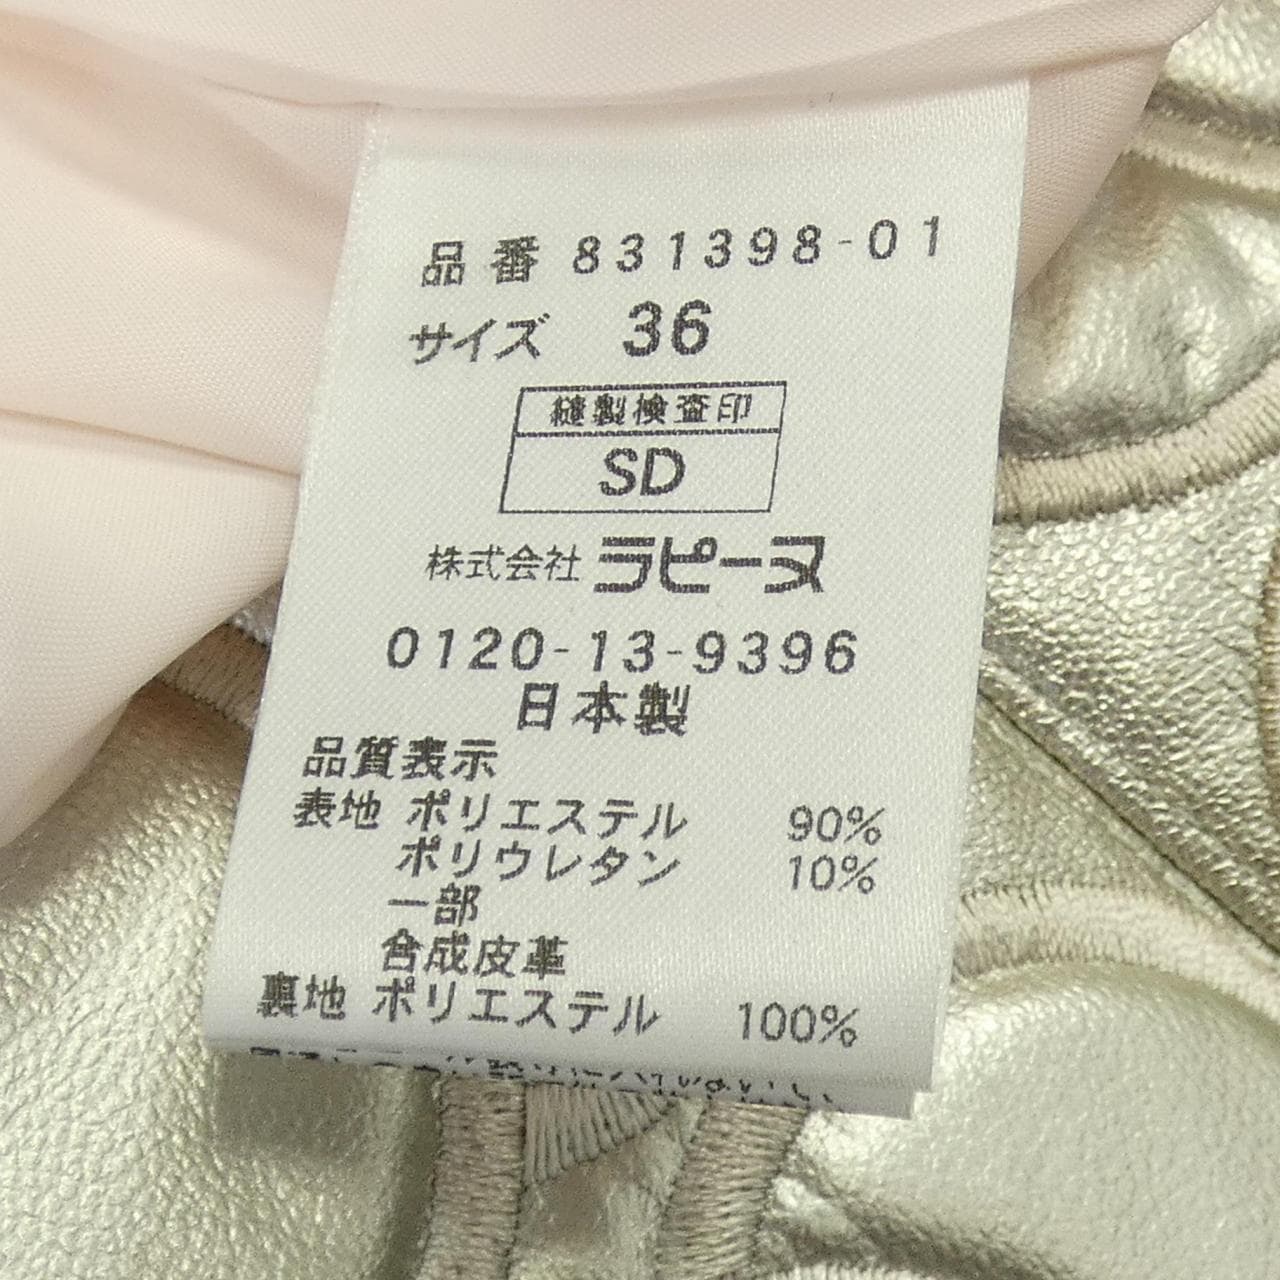 品番 831398-01
サイズ 36
縫製検査印
SD
株式会社 ラピーヌ
0120-13-9396
日本製
品質表示
表地 ポリエステル 90%
ポリウレタン 10%
一部
合成皮革
裏地 ポリエステル 100%